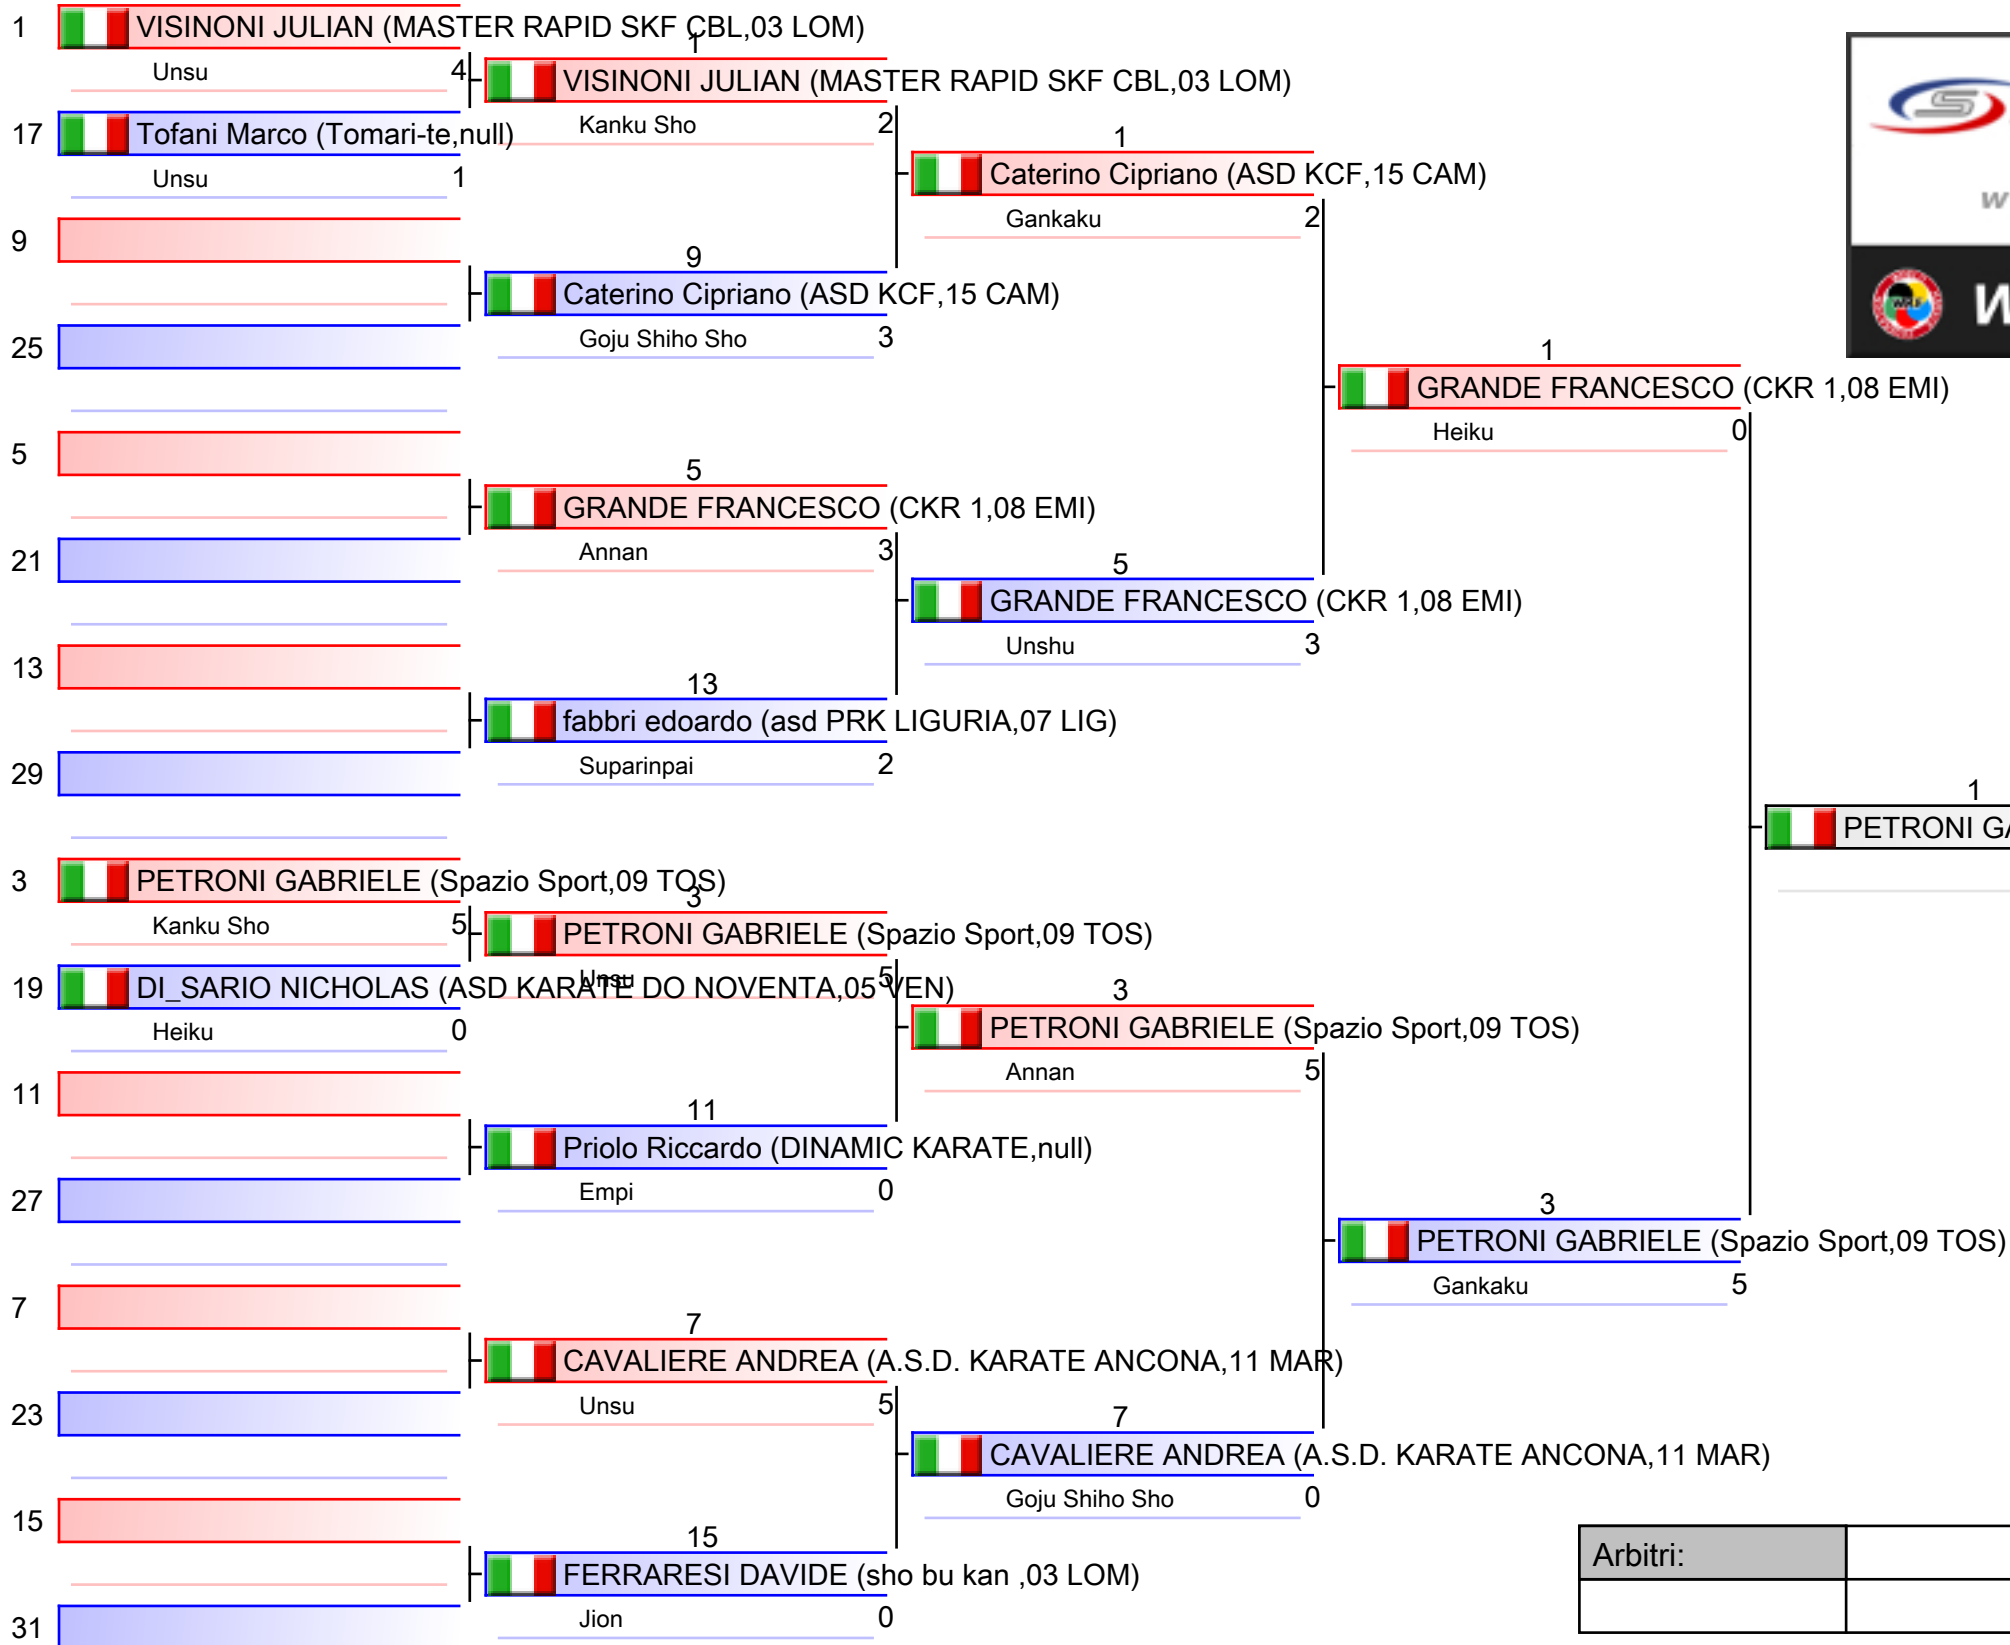 1 VISINONI JULIAN (MASTER RAPID SKF CBL,03 LOM)
Unsu 4
17 Tofani Marco (Tomari-te,null)
Unsu 1
9
25
5
21
13
29
3 PETRONI GABRIELE (Spazio Sport,09 TOS)
Kanku Sho 5
19 DI_SARIO NICHOLAS (ASD KARATE DO NOVENTA,05 VEN)
Heiku 0
11
27
7
23
15
31
1
VISINONI JULIAN (MASTER RAPID SKF CBL,03 LOM)
Kanku Sho 2
9
Caterino Cipriano (ASD KCF,15 CAM)
Goju Shiho Sho 3
5
GRANDE FRANCESCO (CKR 1,08 EMI)
Annan 3
13
fabbri edoardo (asd PRK LIGURIA,07 LIG)
Suparinpai 2
3
PETRONI GABRIELE (Spazio Sport,09 TOS)
Unsu 5
11
Priolo Riccardo (DINAMIC KARATE,null)
Empi 0
7
CAVALIERE ANDREA (A.S.D. KARATE ANCONA,11 MAR)
Unsu 5
15
FERRARESI DAVIDE (sho bu kan ,03 LOM)
Jion 0
1
Caterino Cipriano (ASD KCF,15 CAM)
Gankaku 2
5
GRANDE FRANCESCO (CKR 1,08 EMI)
Unshu 3
3
PETRONI GABRIELE (Spazio Sport,09 TOS)
Annan 5
7
CAVALIERE ANDREA (A.S.D. KARATE ANCONA,11 MAR)
Goju Shiho Sho 0
1
GRANDE FRANCESCO (CKR 1,08 EMI)
Heiku 0
3
PETRONI GABRIELE (Spazio Sport,09 TOS)
Gankaku 5
1
PETRONI GA
S
w
WKF
W
Arbitri: